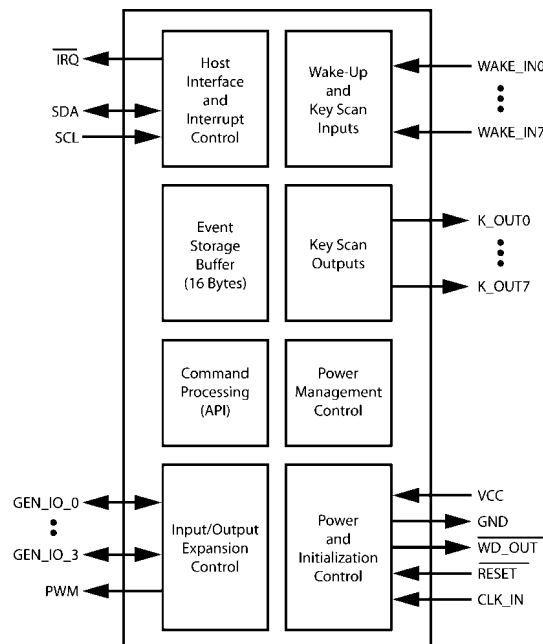 IRQ
SDA
SCL
Host
Interface
and
Interrupt
Control
Wake-Up
and
Key Scan
Inputs
WAKE_IN0
WAKE_IN7
Event
Storage
Buffer
(16 Bytes)
Key Scan
Outputs
K_OUT0
K_OUT7
Command
Processing
(API)
Power
Management
Control
GEN_IO_0
GEN_IO_3
PWM
Input/Output
Expansion
Control
Power
and
Initialization
Control
VCC
GND
WD_OUT
RESET
CLK_IN